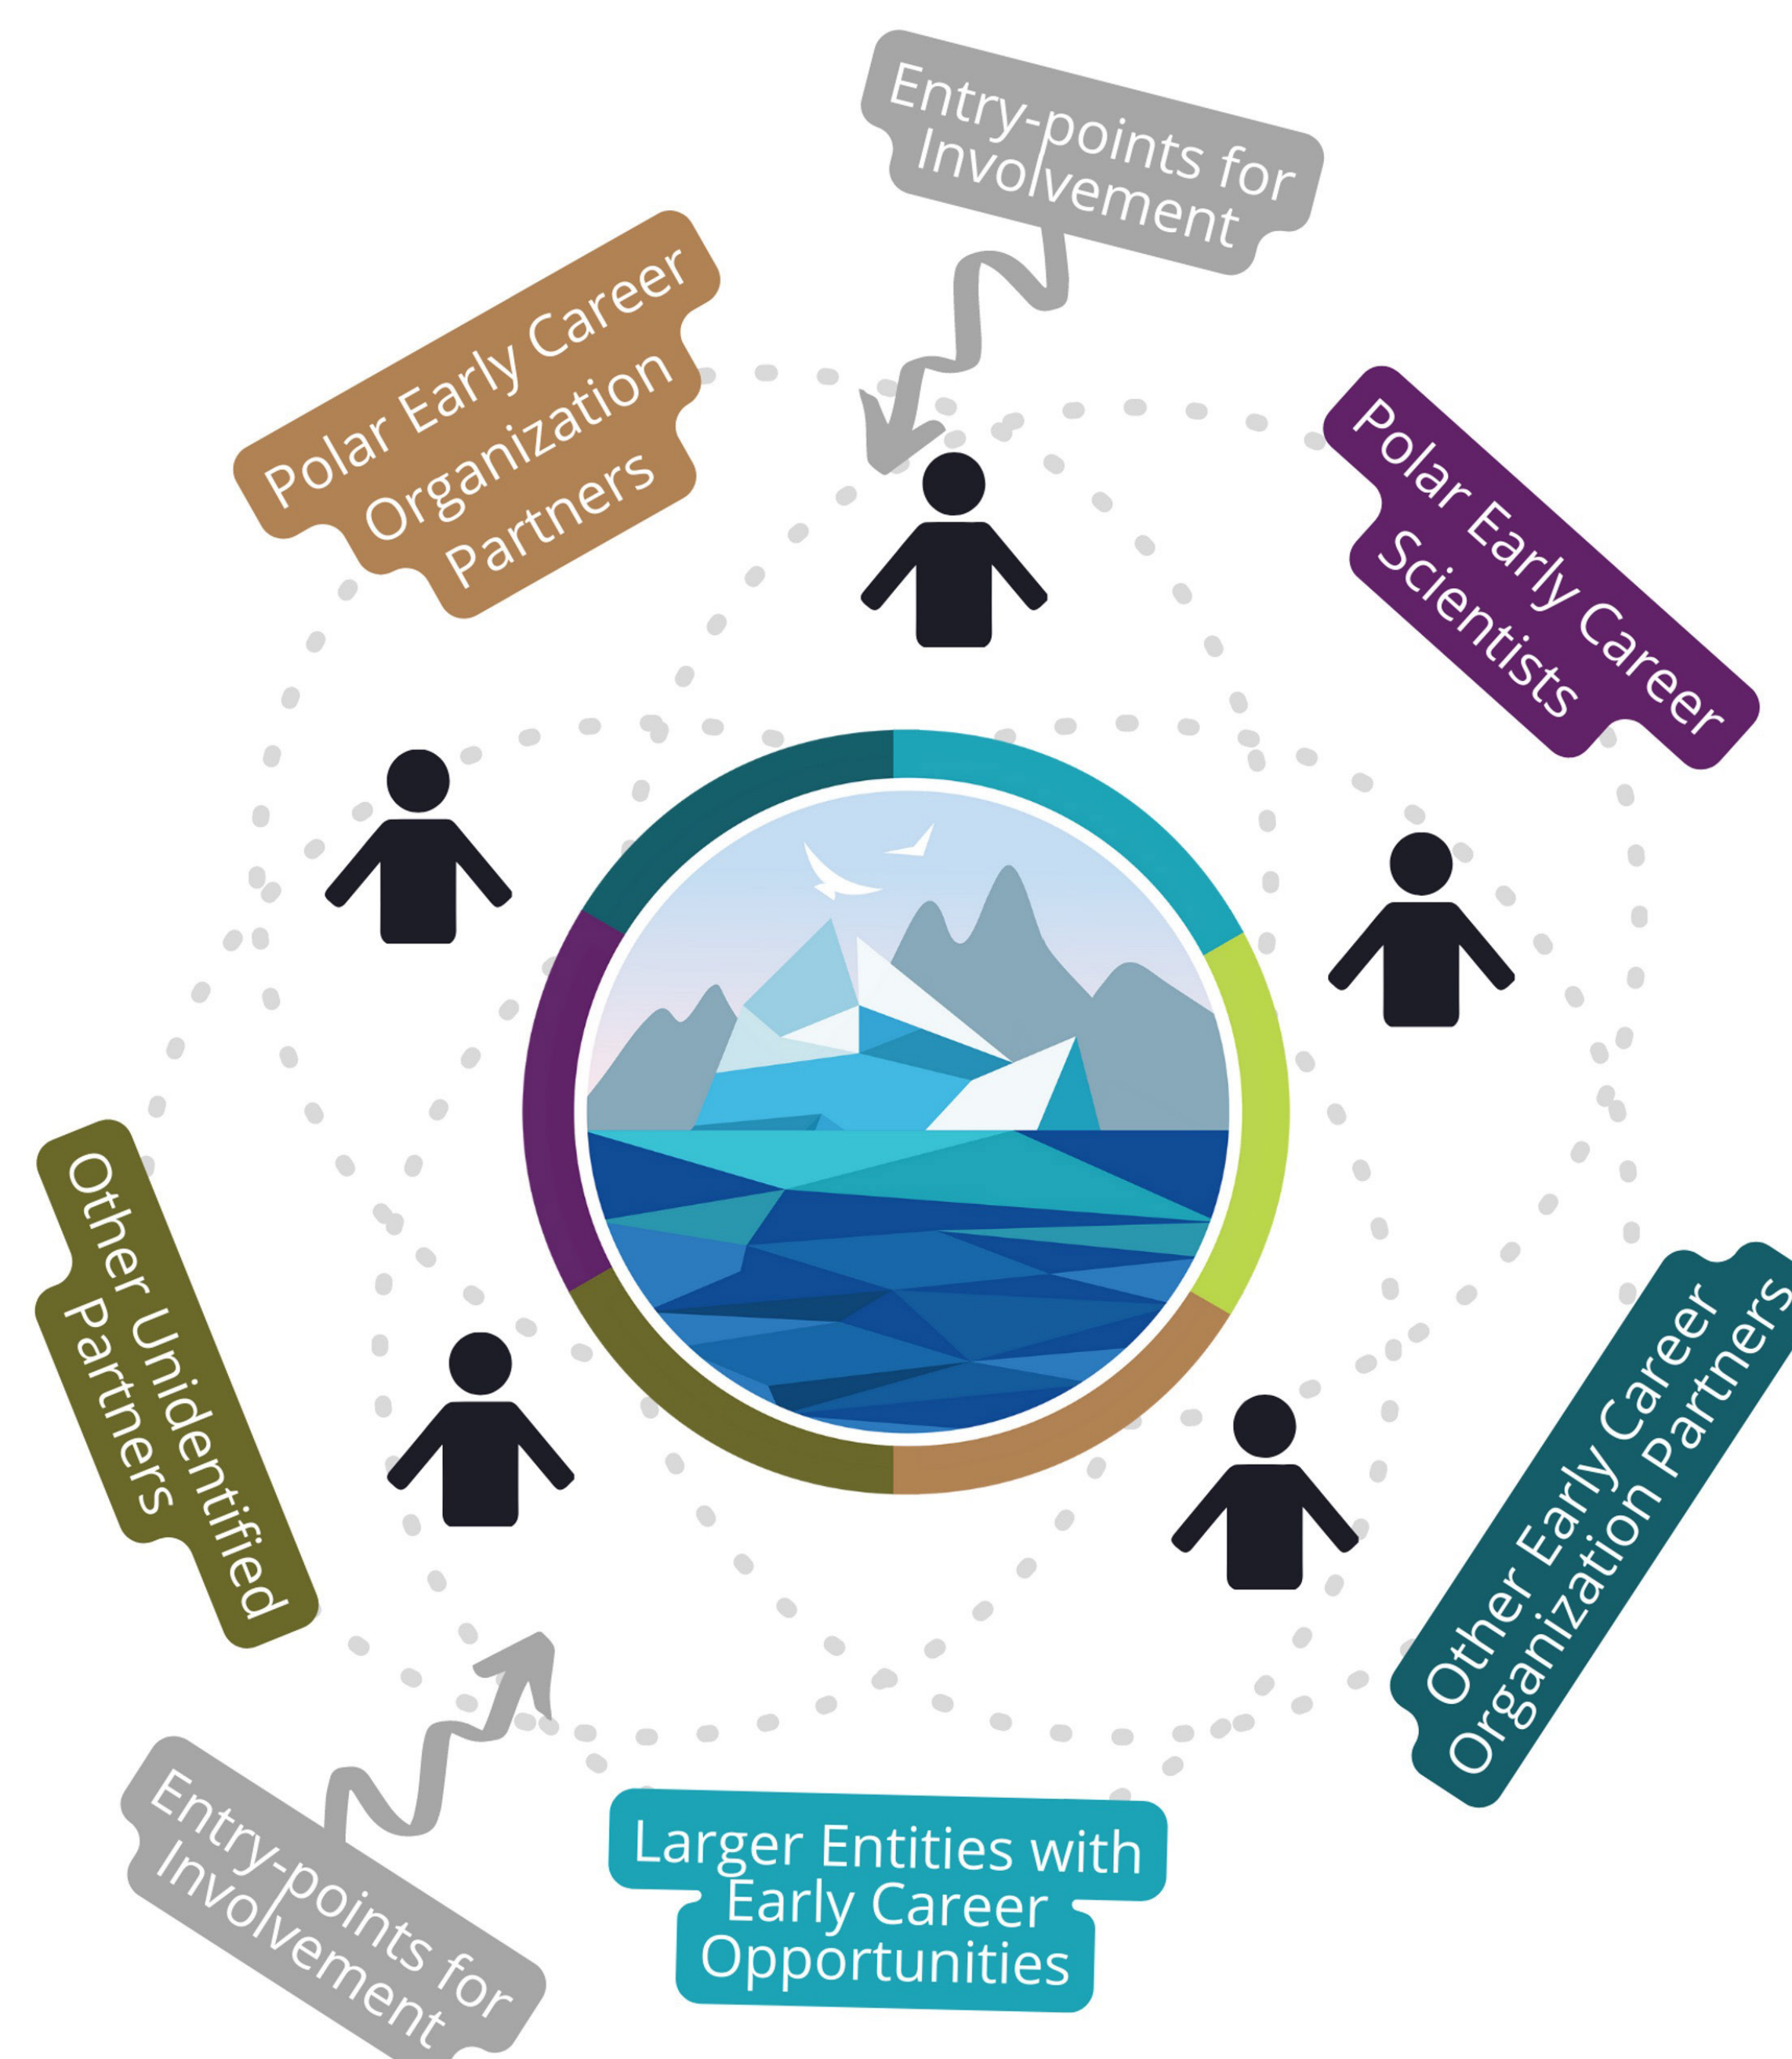 Entry-points for
Involvement
Polar Early Career
Organization
Partners
Polar Early Career
Scientists
Other Unidentified
Partners
Other Early Career
Organization Partners
Larger Entities with
Early Career
Opportunities
Entry-points for
Involvement